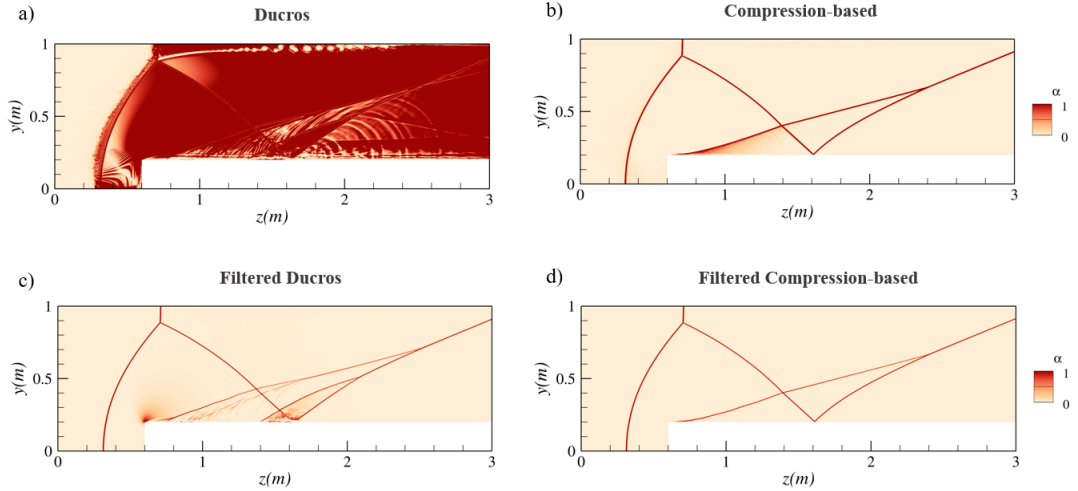 a)
Ducros
1
0.5
0
y(m)
0 1 2 3
z(m)
b)
Compression-based
1
0.5
0
y(m)
0 1 2 3
z(m)
α
1
0
c)
Filtered Ducros
1
0.5
0
y(m)
0 1 2 3
z(m)
d)
Filtered Compression-based
1
0.5
0
y(m)
0 1 2 3
z(m)
α
1
0